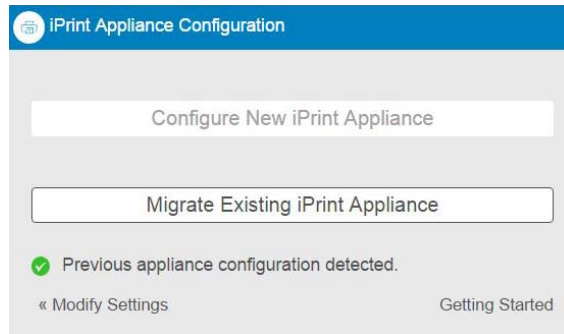 iPrint Appliance Configuration
Configure New iPrint Appliance
Migrate Existing iPrint Appliance
Previous appliance configuration detected.
« Modify Settings
Getting Started